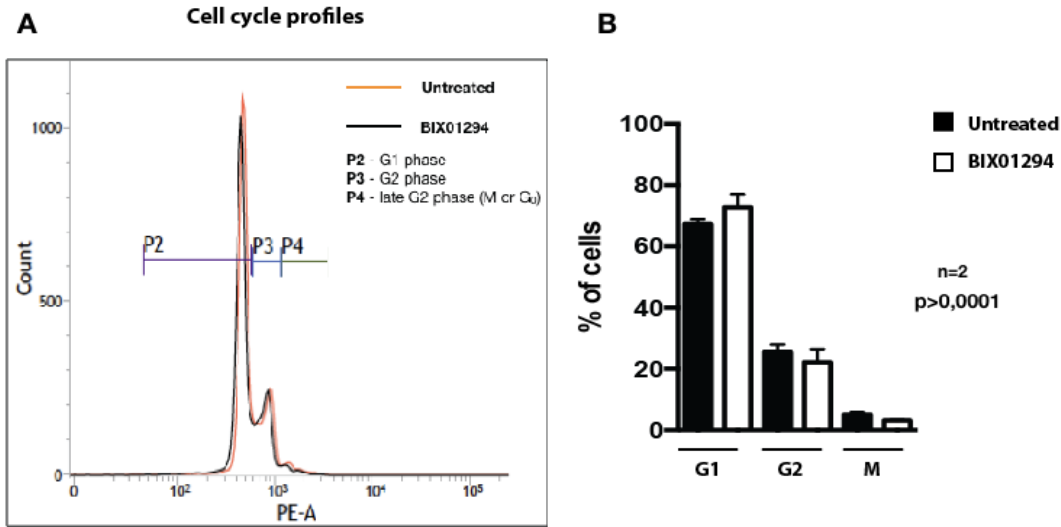 A
Cell cycle profiles
Untreated
BIX01294
P2 - G1 phase
P3 - G2 phase
P4 - late G2 phase (M or G₀)
P2
P3
P4
Count
1000
500
0
0
10²
10³
10⁴
10⁵
PE-A
B
Untreated
BIX01294
n=2
p>0,0001
% of cells
100
80
60
40
20
0
G1
G2
M